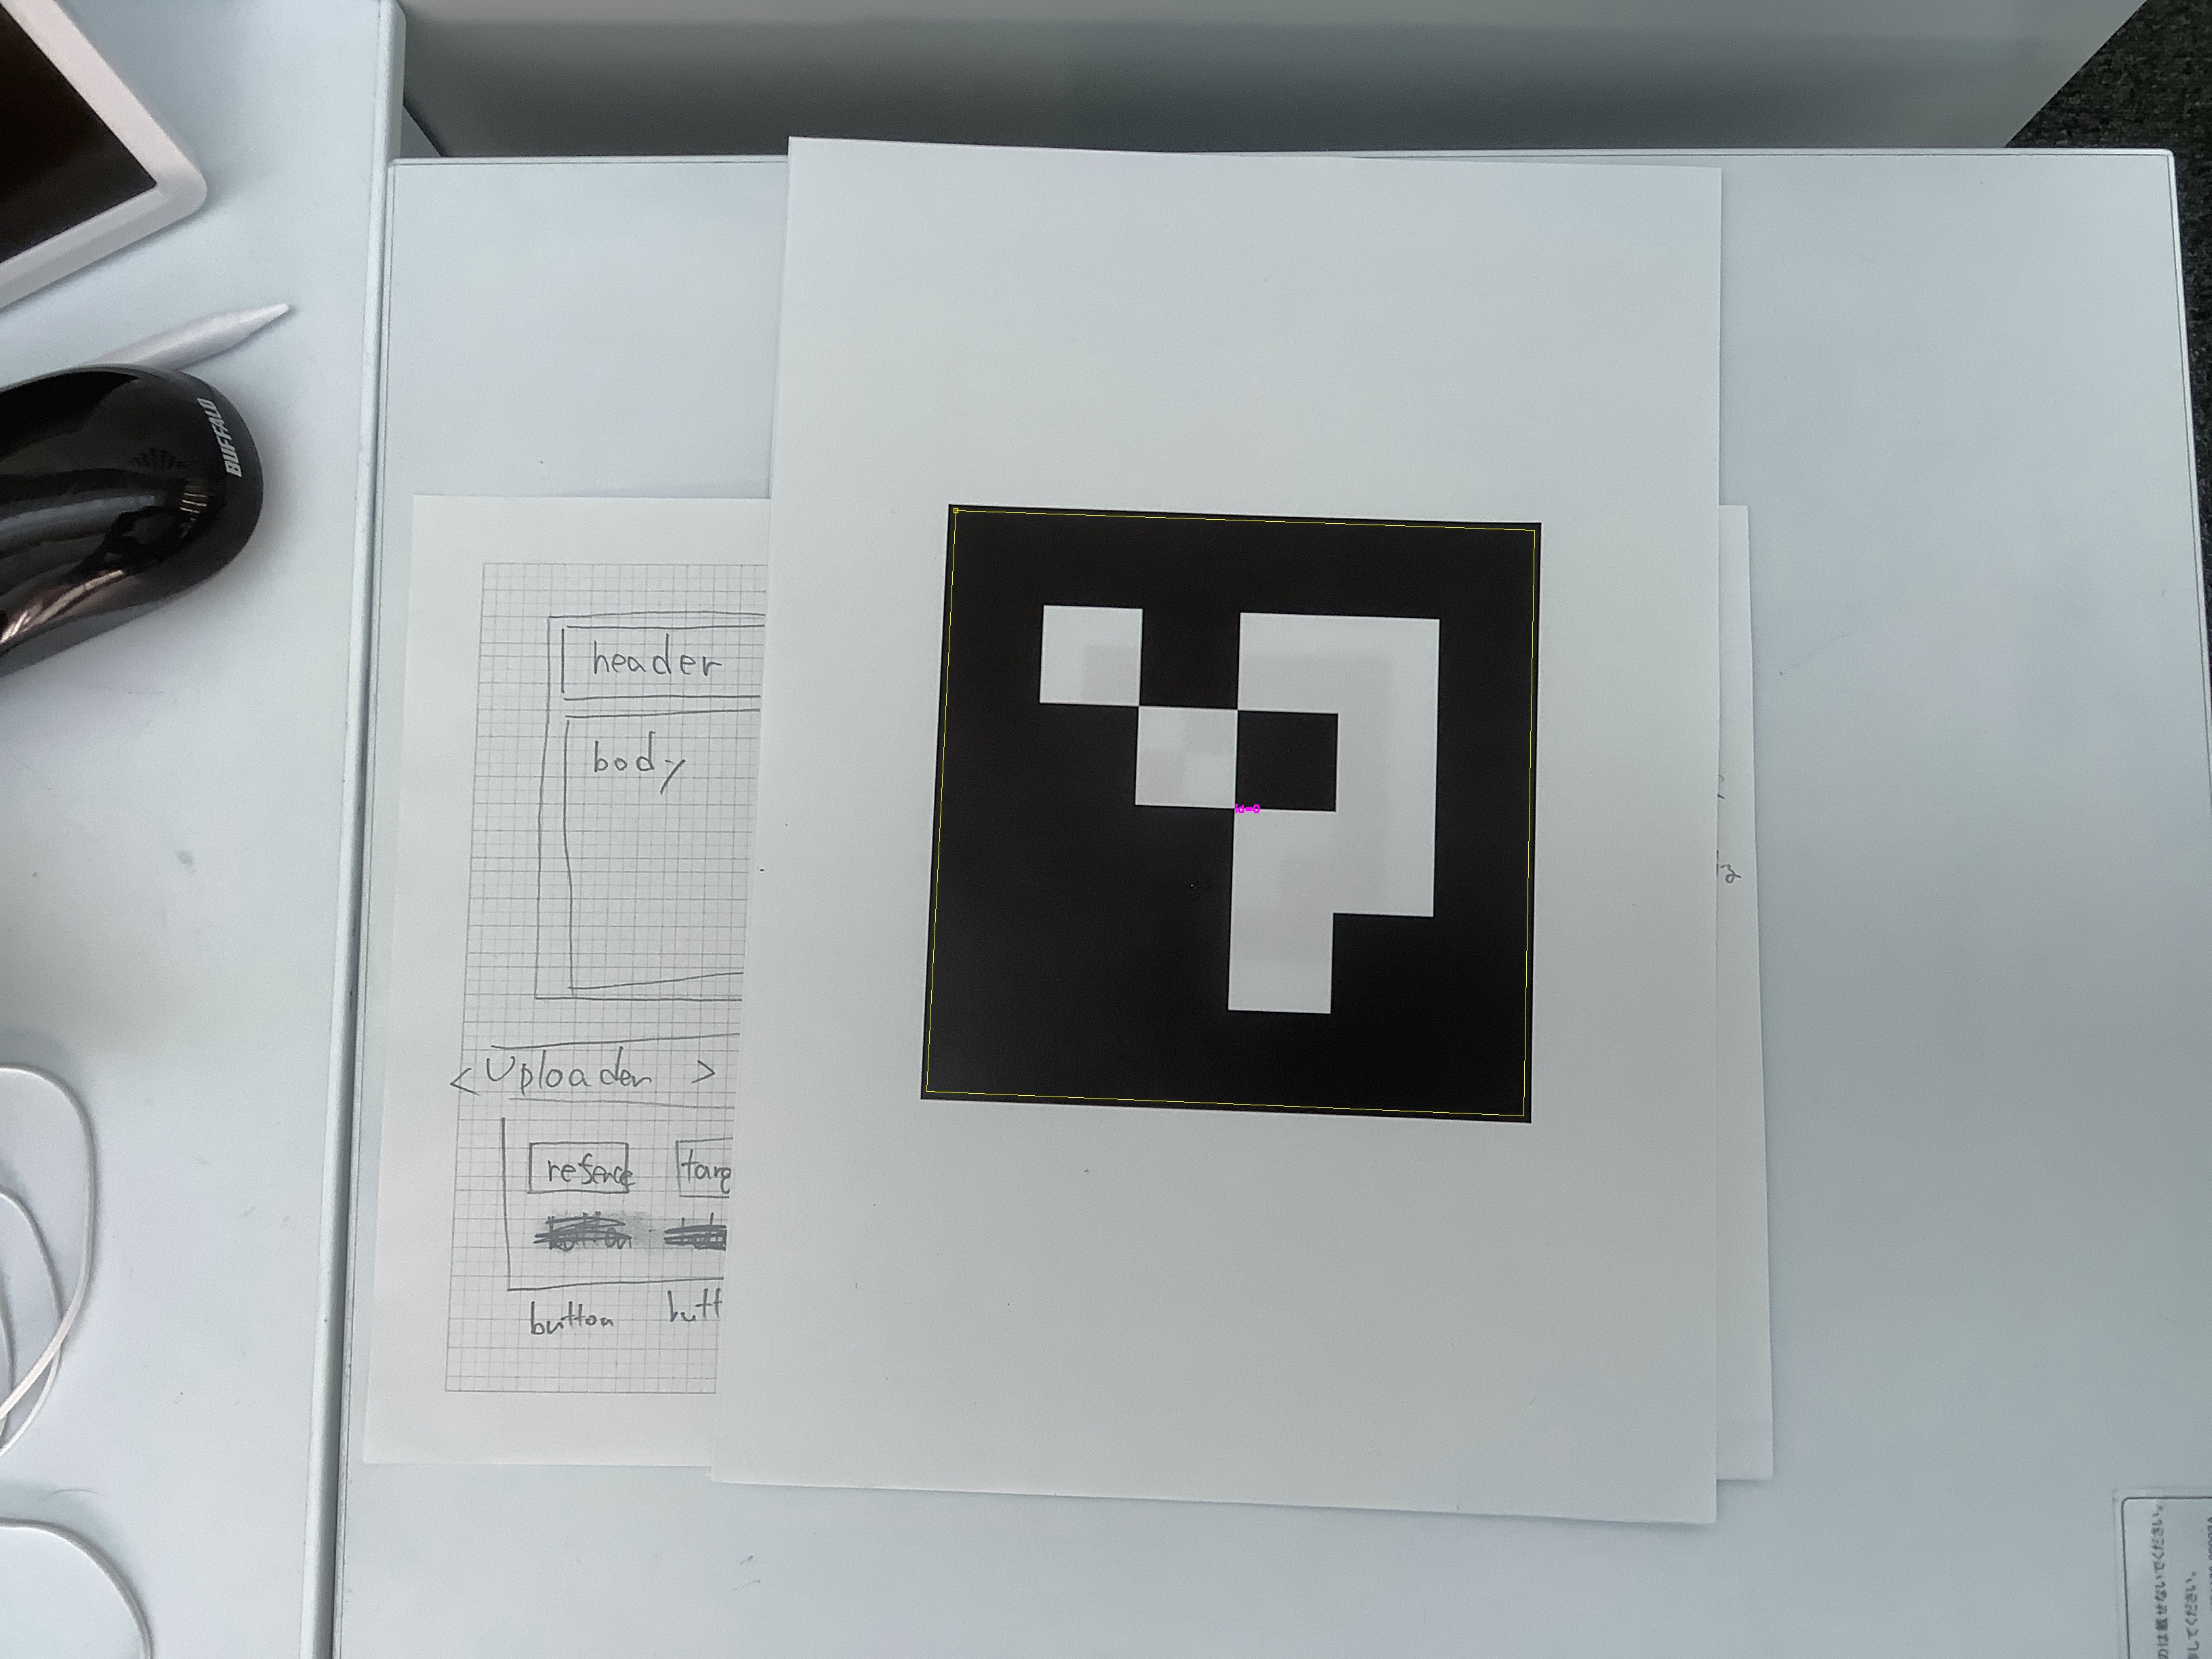 BUFFALO
header
body
id=0
<Uploader >
refence
targ
button
butt
のは載せないでください。
してください。